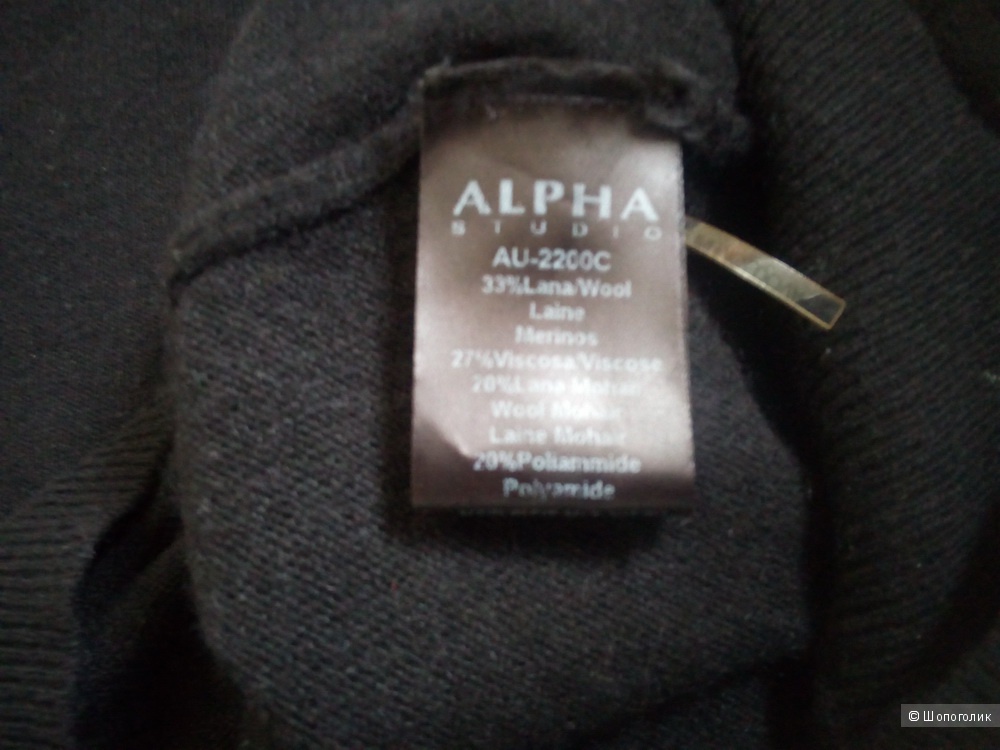 ALPHA
STUDIO
AU-2200C
33%Lana/Wool
Laine
Merinos
27%Viscosa/Viscose
20%Lana Mohair
Wool Mohair
Laine Mohair
20%Poliammide
Polyamide
© Шопоголик